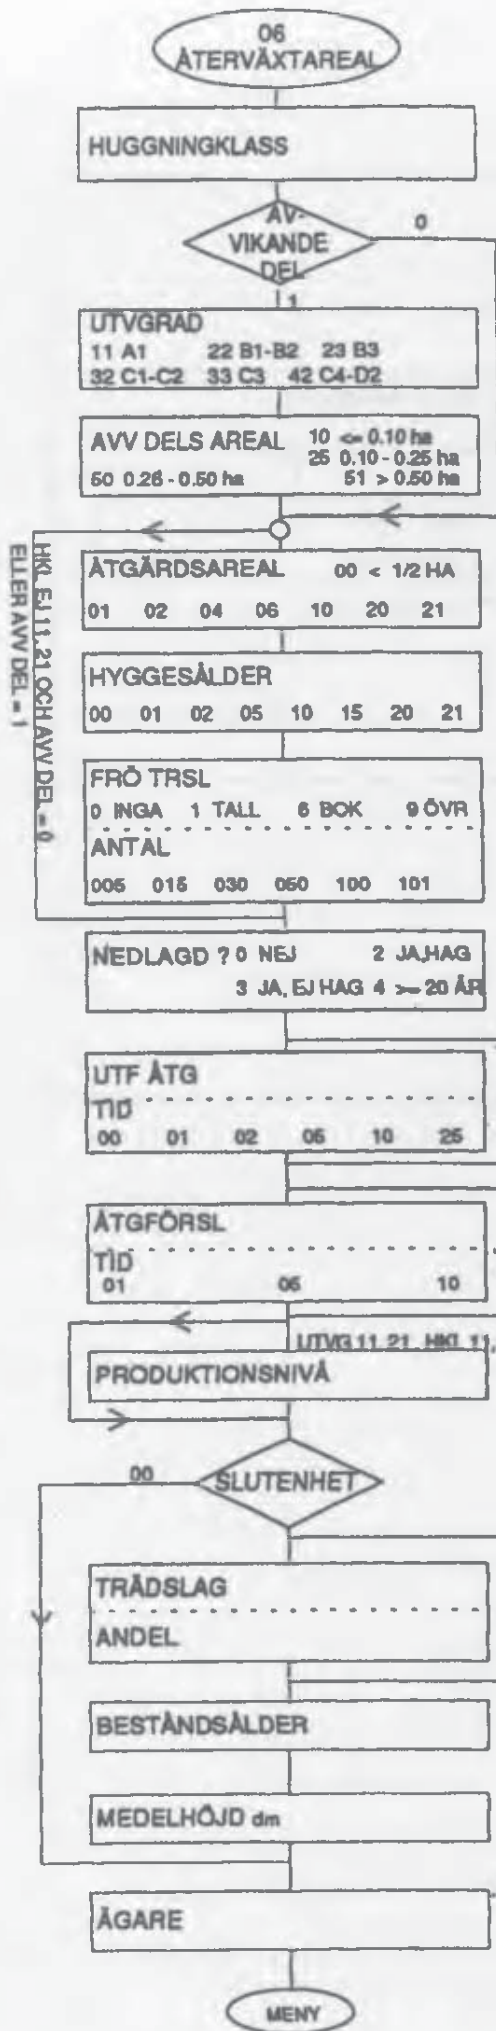 06
ÅTERVÄXTAREAL
HUGGNINGKLASS
AV-
VIKANDE
DEL
0
1
UTVGRAD
11 A1 22 B1-B2 23 B3
32 C1-C2 33 C3 42 C4-D2
AVV DELS AREAL 10 <= 0.10 ha
25 0.10 - 0.25 ha
50 0.26 - 0.50 ha 51 > 0.50 ha
HKL EJ 11, 21 OCH AVV DEL = 0
ELLER AVV DEL = 1
ÅTGÄRDSAREAL 00 < 1/2 HA
01 02 04 06 10 20 21
HYGGESÅLDER
00 01 02 05 10 15 20 21
FRÖ TRSL
0 INGA 1 TALL 6 BOK 9 ÖVR
ANTAL
005 015 030 050 100 101
NEDLAGD ? 0 NEJ 2 JA,HAG
3 JA, EJ HAG 4 >= 20 ÅR
UTF ÅTG
TID
00 01 02 05 10 25
ÅTGFÖRSL
TID
01 06 10
UTVG 11, 21, HKL 11,
PRODUKTIONSNIVÅ
00
SLUTENHET
TRÄDSLAG
ANDEL
BESTÅNDSÅLDER
MEDELHÖJD dm
ÄGARE
MENY